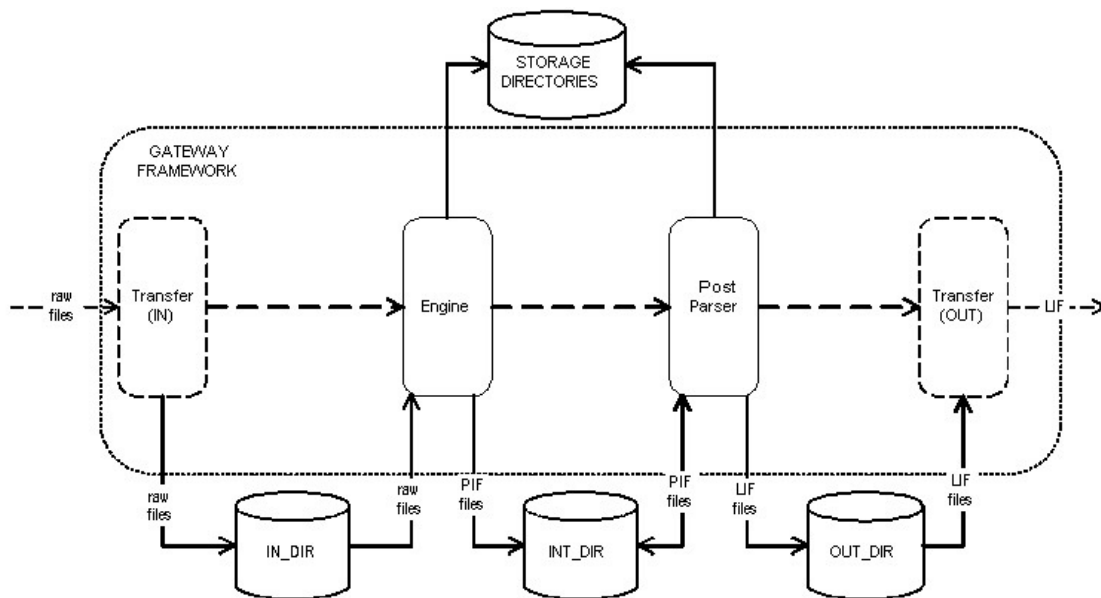 STORAGE
DIRECTORIES
GATEWAY
FRAMEWORK
raw
files
Transfer
(IN)
Engine
Post
Parser
Transfer
(OUT)
LIF
raw
files
raw
files
PIF
files
PIF
files
LIF
files
LIF
files
IN_DIR
INT_DIR
OUT_DIR